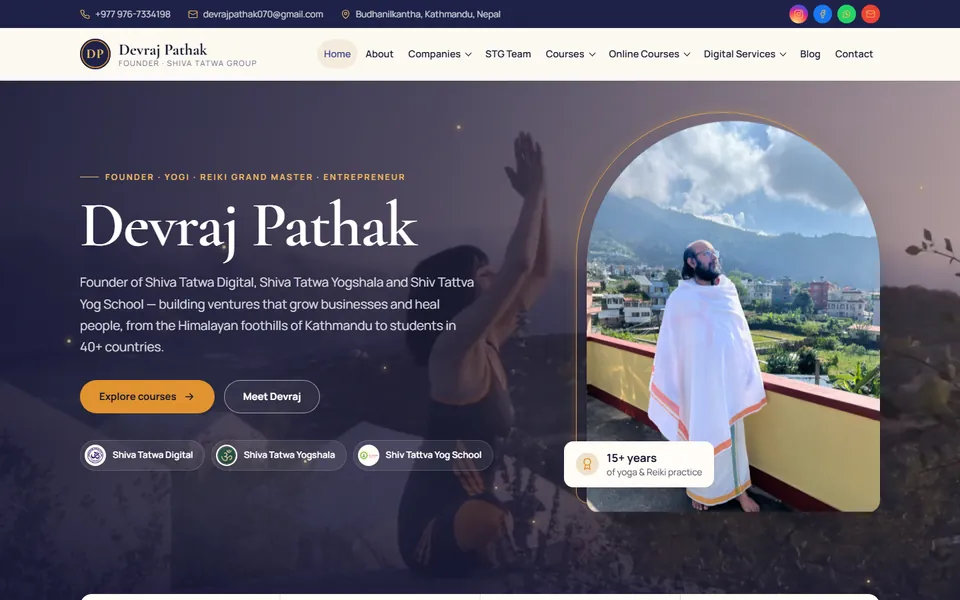 +977 976-7334198
devrajpathak070@gmail.com
Budhanilkantha, Kathmandu, Nepal
DP
Devraj Pathak
FOUNDER · SHIVA TATWA GROUP
Home
About
Companies
STG Team
Courses
Online Courses
Digital Services
Blog
Contact
FOUNDER · YOGI · REIKI GRAND MASTER · ENTREPRENEUR
Devraj Pathak
Founder of Shiva Tatwa Digital, Shiva Tatwa Yogshala and Shiv Tattva
Yog School — building ventures that grow businesses and heal
people, from the Himalayan foothills of Kathmandu to students in
40+ countries.
Explore courses
Meet Devraj
Shiva Tatwa Digital
ॐ
Shiva Tatwa Yogshala
Shiv Tattva Yog School
15+ years
of yoga & Reiki practice